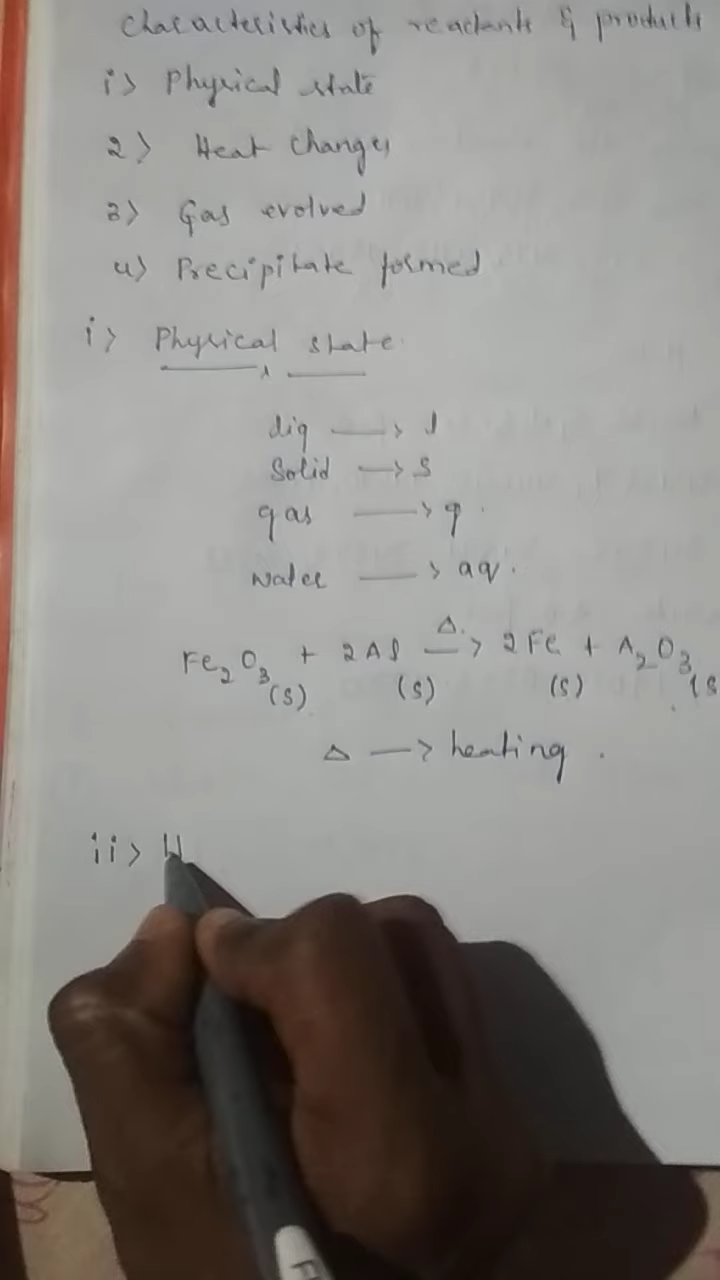 Characteristics of reactants & products
i> Physical state
2> Heat changes
3> Gas evolved
4> Precipitate formed
i> Physical state
liq → l
Solid → s
gas → g.
water → aq.
Fe₂O₃ (s) + 2Al (s) △→ 2Fe (s) + A₂O₃ (s
△ → heating.
ii> H